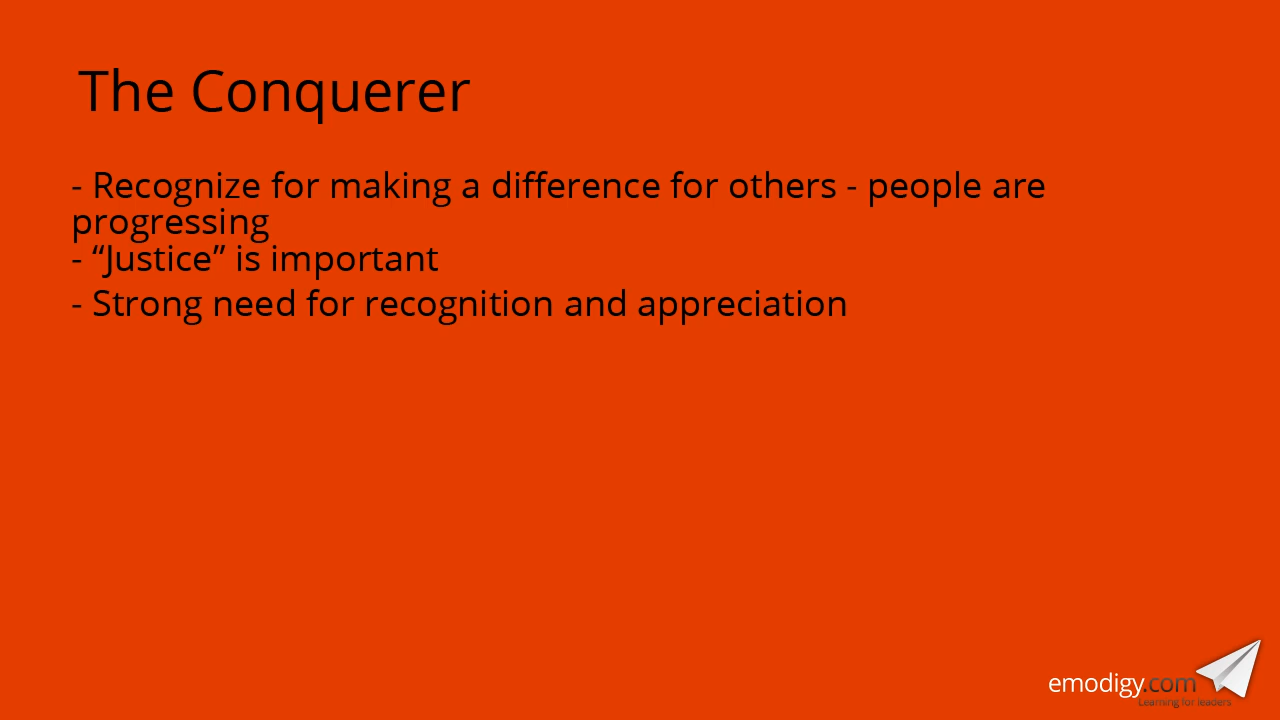 The Conquerer
- Recognize for making a difference for others - people are
progressing
- “Justice” is important
- Strong need for recognition and appreciation
emodigy.com
Learning for leaders